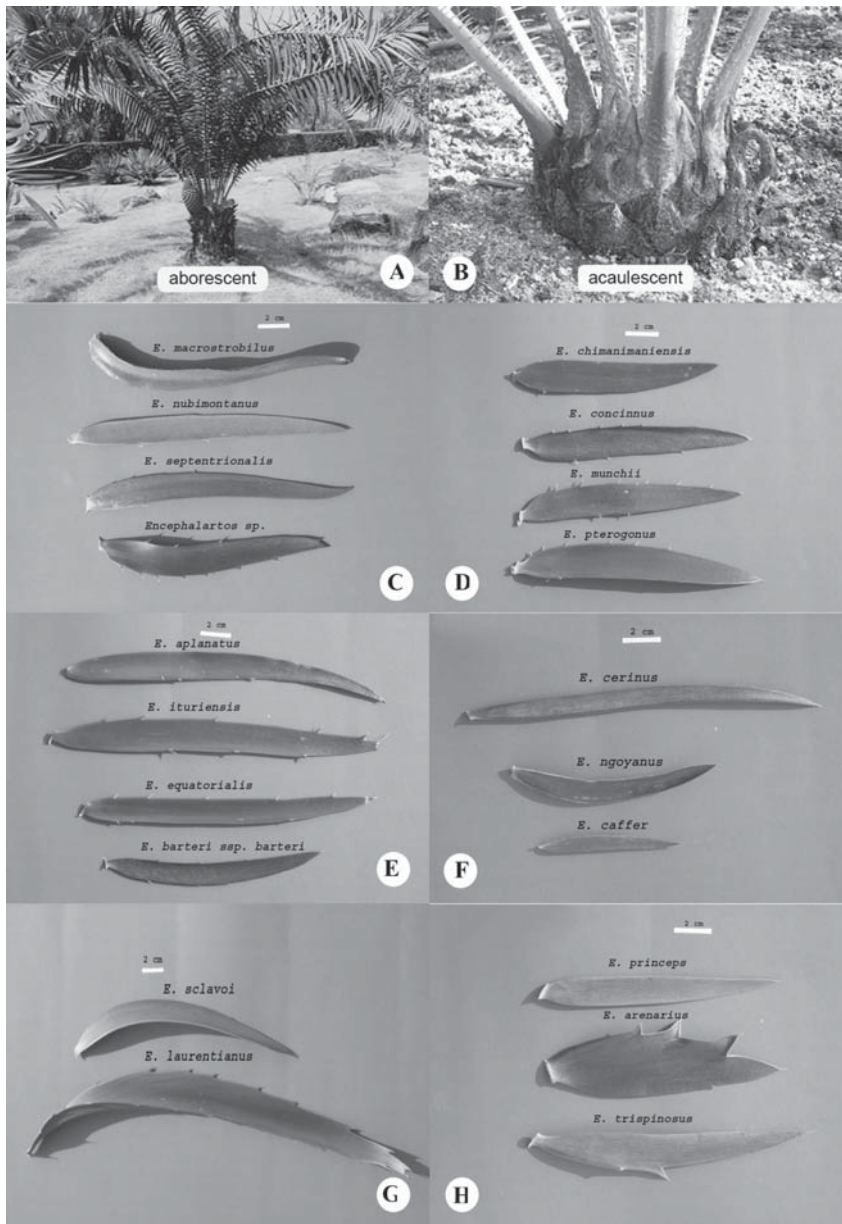 aborescent
A
B
acaulescent
2 cm
E. macrostrobilus
E. nubimontanus
E. septentrionalis
Encephalartos sp.
C
2 cm
E. chimanimaniensis
E. concinnus
E. munchii
E. pterogonus
D
2 cm
E. aplanatus
E. ituriensis
E. equatorialis
E. barteri ssp. barteri
E
2 cm
E. cerinus
E. ngoyanus
E. caffer
F
2 cm
E. sclavoi
E. laurentianus
G
2 cm
E. princeps
E. arenarius
E. trispinosus
H